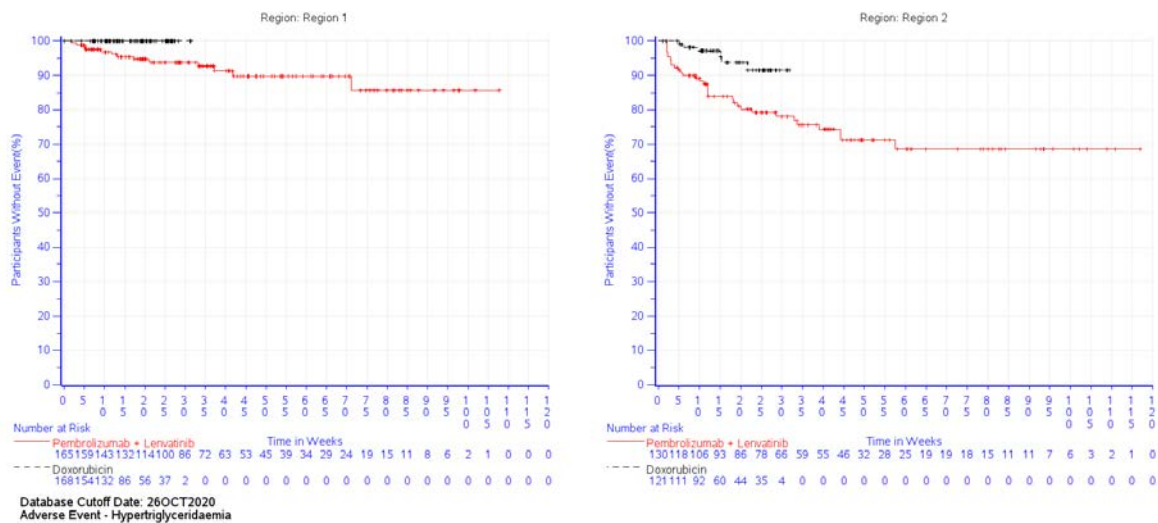 Region: Region 1
Participants Without Event(%)
100
90
80
70
60
50
40
30
20
10
0
0 5 10 15 20 25 30 35 40 45 50 55 60 65 70 75 80 85 90 95 100 105 110 115 120
Number at Risk
Time in Weeks
Pembrolizumab + Lenvatinib
165 159 143 132 114 100 86 72 63 53 45 39 34 29 24 19 15 11 8 6 2 1 0 0 0
Doxorubicin
168 154 132 86 56 37 2 0 0 0 0 0 0 0 0 0 0 0 0 0 0 0 0 0 0
Region: Region 2
Participants Without Event(%)
100
90
80
70
60
50
40
30
20
10
0
0 5 10 15 20 25 30 35 40 45 50 55 60 65 70 75 80 85 90 95 100 105 110 115 120
Number at Risk
Time in Weeks
Pembrolizumab + Lenvatinib
130 118 106 93 86 78 66 59 55 46 32 28 25 19 19 18 15 11 11 7 6 3 2 1 0
Doxorubicin
121 111 92 60 44 35 4 0 0 0 0 0 0 0 0 0 0 0 0 0 0 0 0 0 0
Database Cutoff Date: 26OCT2020
Adverse Event - Hypertriglyceridaemia